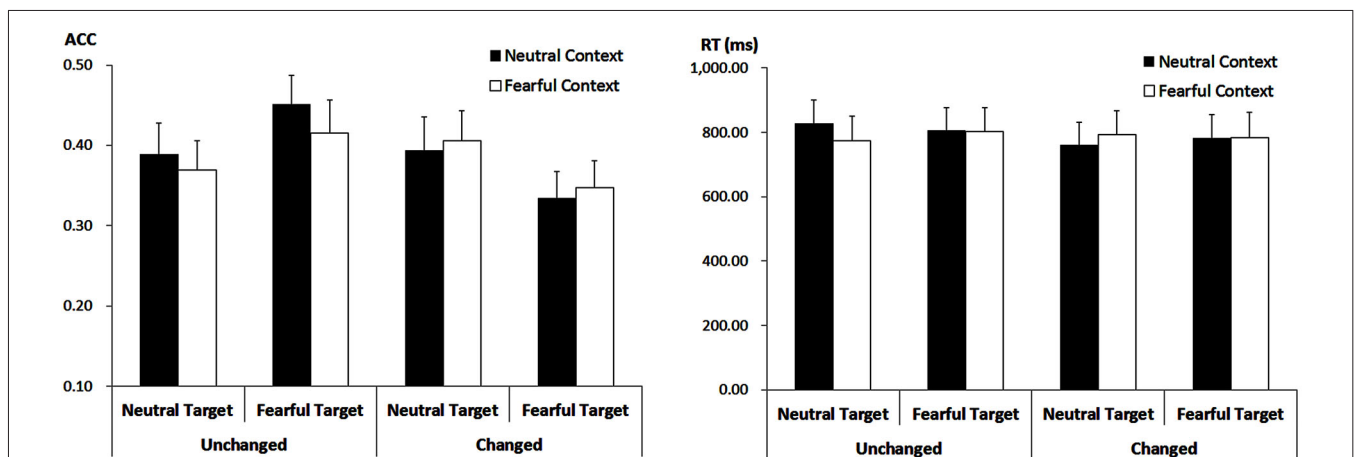 ACC
Neutral Context
Fearful Context
0.50
0.40
0.30
0.20
0.10
Neutral Target Fearful Target Neutral Target Fearful Target
Unchanged Changed
RT (ms)
Neutral Context
Fearful Context
1,000.00
800.00
600.00
400.00
200.00
0.00
Neutral Target Fearful Target Neutral Target Fearful Target
Unchanged Changed